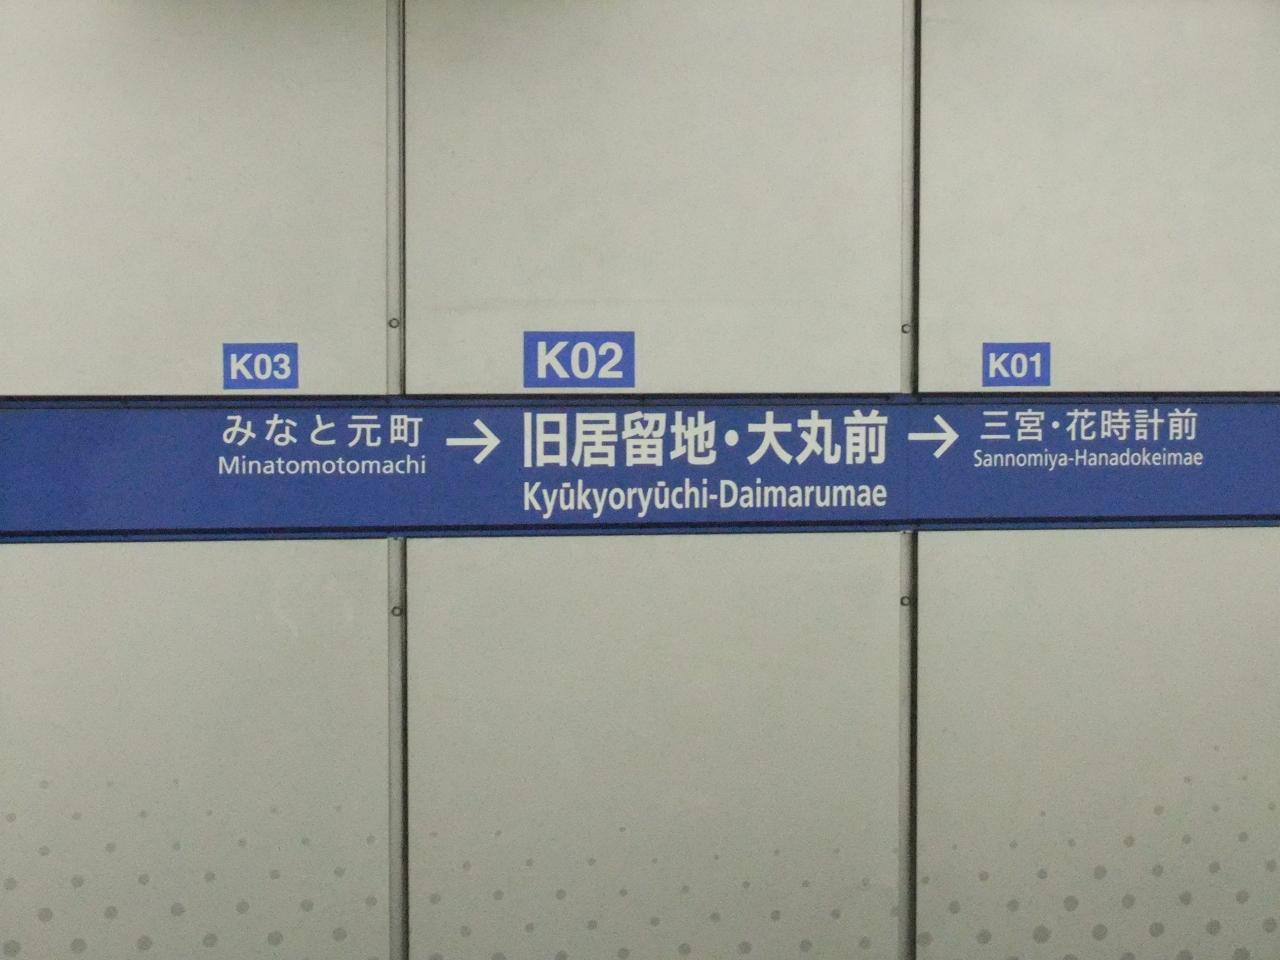 K03
みなと元町
Minatomotomachi
→
K02
旧居留地・大丸前
Kyūkyoryūchi-Daimarumae
→
K01
三宮・花時計前
Sannomiya-Hanadokeimae